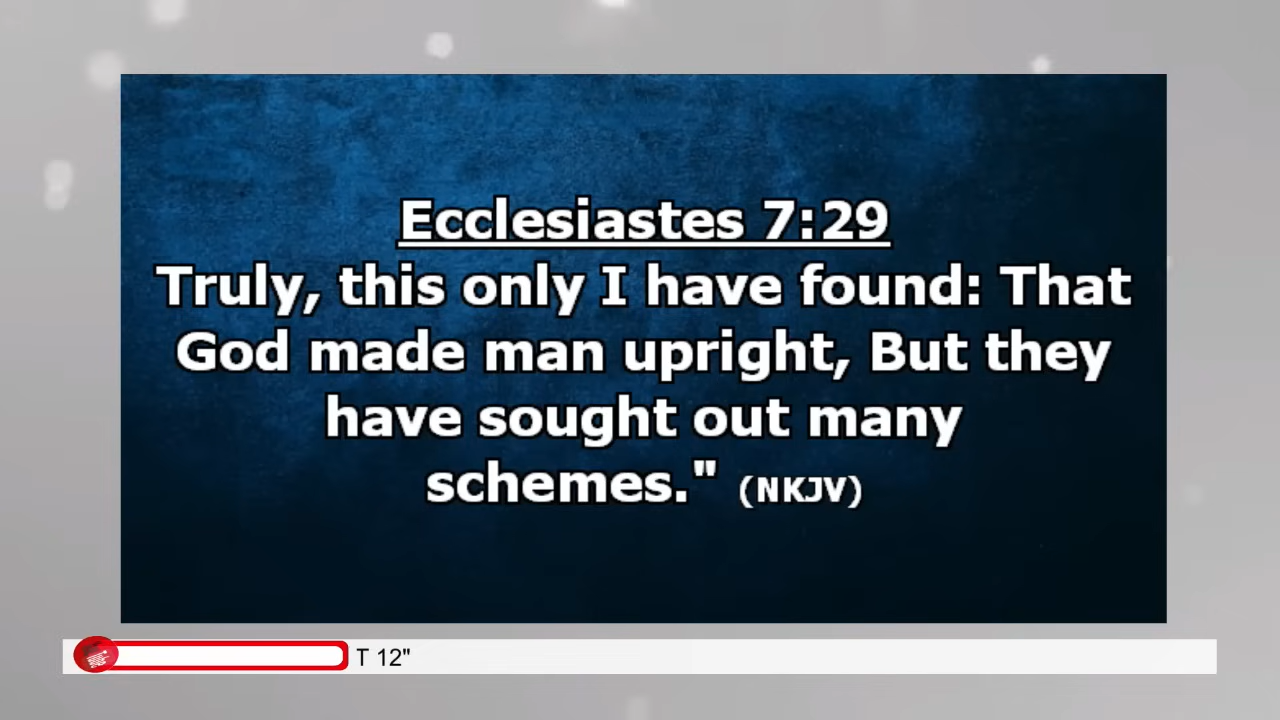 Ecclesiastes 7:29
Truly, this only I have found: That
God made man upright, But they
have sought out many
schemes." (NKJV)
T 12"